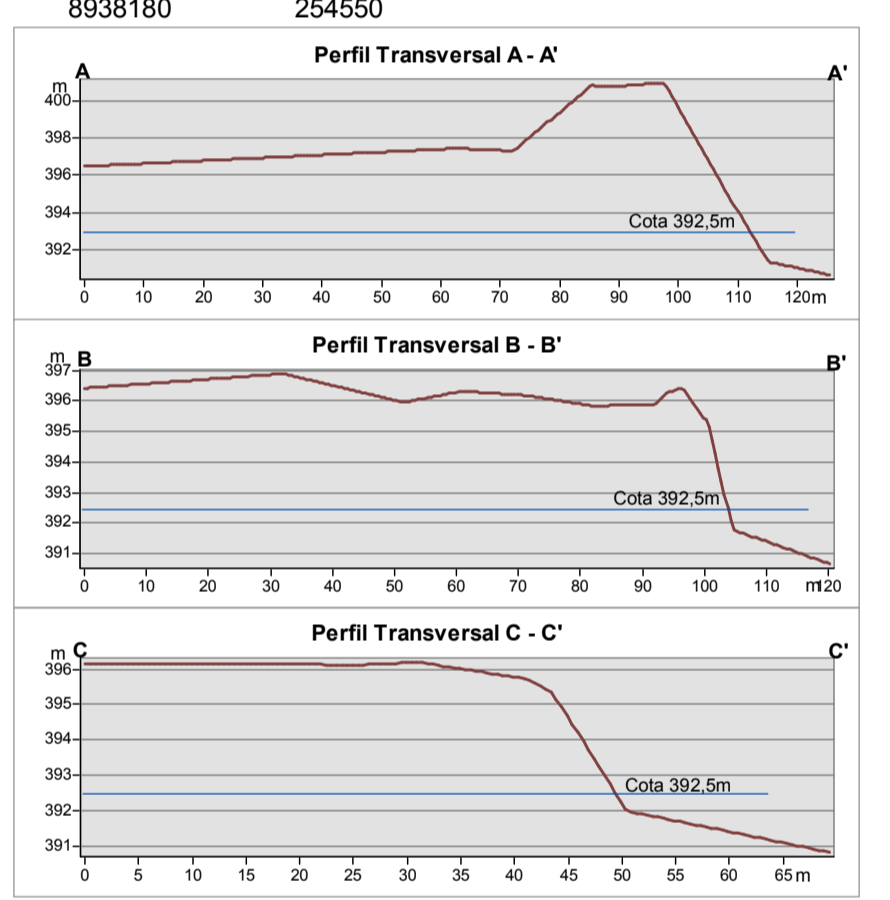 8938180 254550
Perfil Transversal A - A'
A A'
m
400
398
396
394
392
Cota 392,5m
0 10 20 30 40 50 60 70 80 90 100 110 120m
Perfil Transversal B - B'
B B'
m
397
396
395
394
393
392
391
Cota 392,5m
0 10 20 30 40 50 60 70 80 90 100 110 m120
Perfil Transversal C - C'
C C'
m
396
395
394
393
392
391
Cota 392,5m
0 5 10 15 20 25 30 35 40 45 50 55 60 65 m